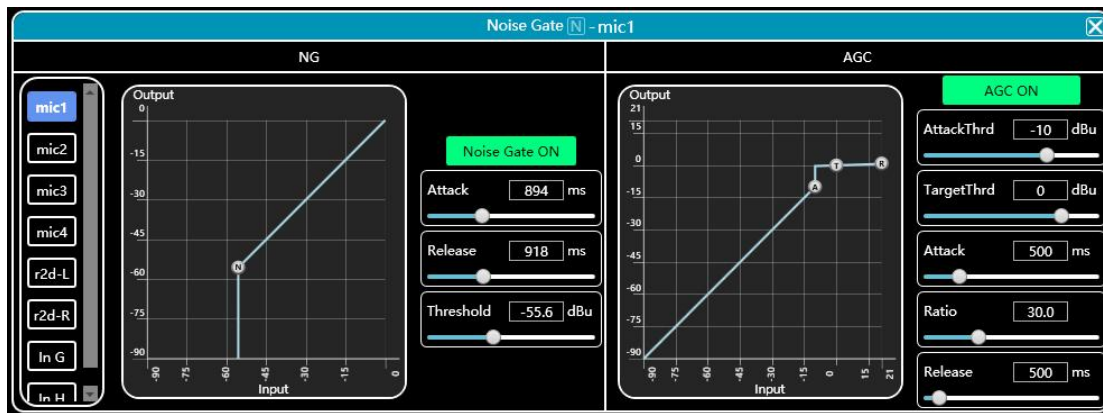 Noise Gate N - mic1
NG
AGC
mic1
mic2
mic3
mic4
r2d-L
r2d-R
In G
In H
Output
0
-15
-30
-45
-60
-75
-90
N
-90 -75 -60 -45 -30 -15 0
Input
Noise Gate ON
Attack 894 ms
Release 918 ms
Threshold -55.6 dBu
Output
21
15
0
-15
-30
-45
-60
-75
-90
A T R
-90 -75 -60 -45 -30 -15 0 15 21
Input
AGC ON
AttackThrd -10 dBu
TargetThrd 0 dBu
Attack 500 ms
Ratio 30.0
Release 500 ms